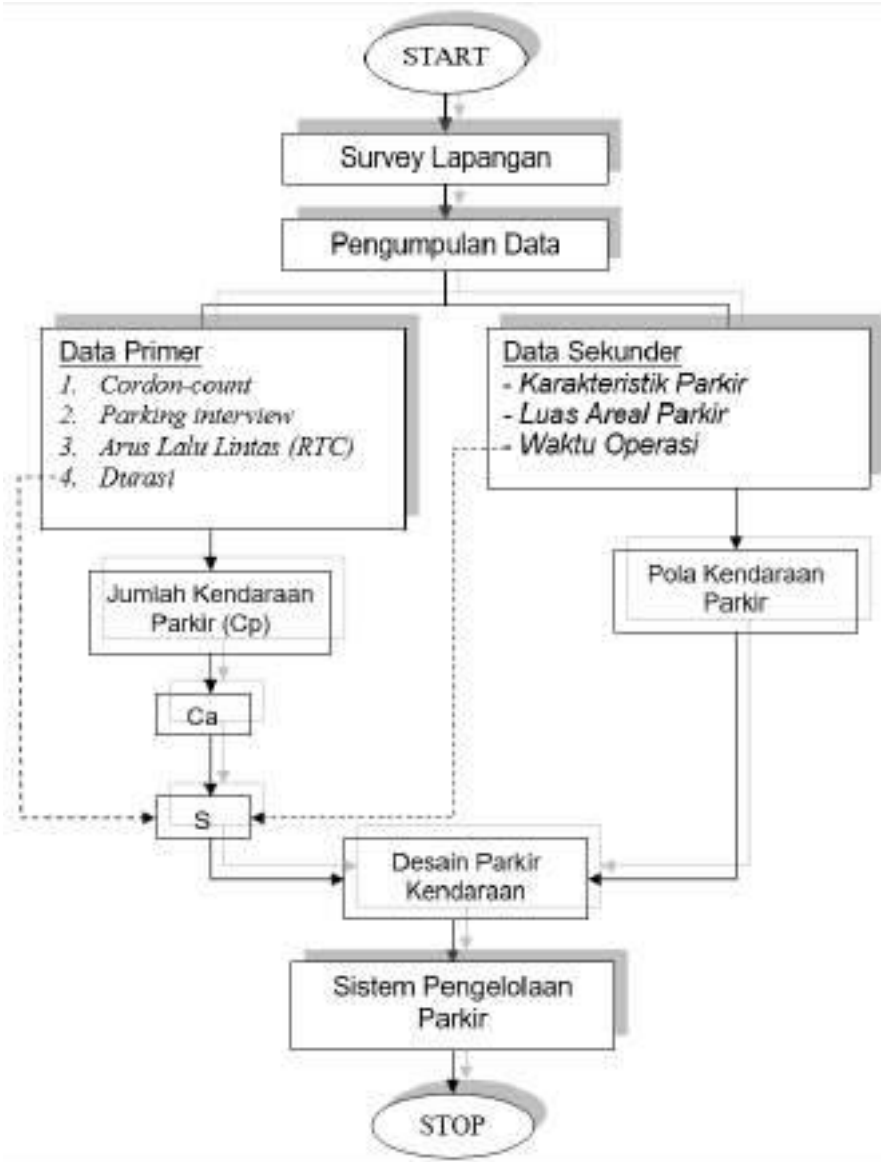 START
Survey Lapangan
Pengumpulan Data
Data Primer
1. Cordon-count
2. Parking interview
3. Arus Lalu Lintas (RTC)
4. Durasi
Data Sekunder
- Karakteristik Parkir
- Luas Areal Parkir
- Waktu Operasi
Jumlah Kendaraan
Parkir (Cp)
Pola Kendaraan
Parkir
Ca
S
Desain Parkir
Kendaraan
Sistem Pengelolaan
Parkir
STOP